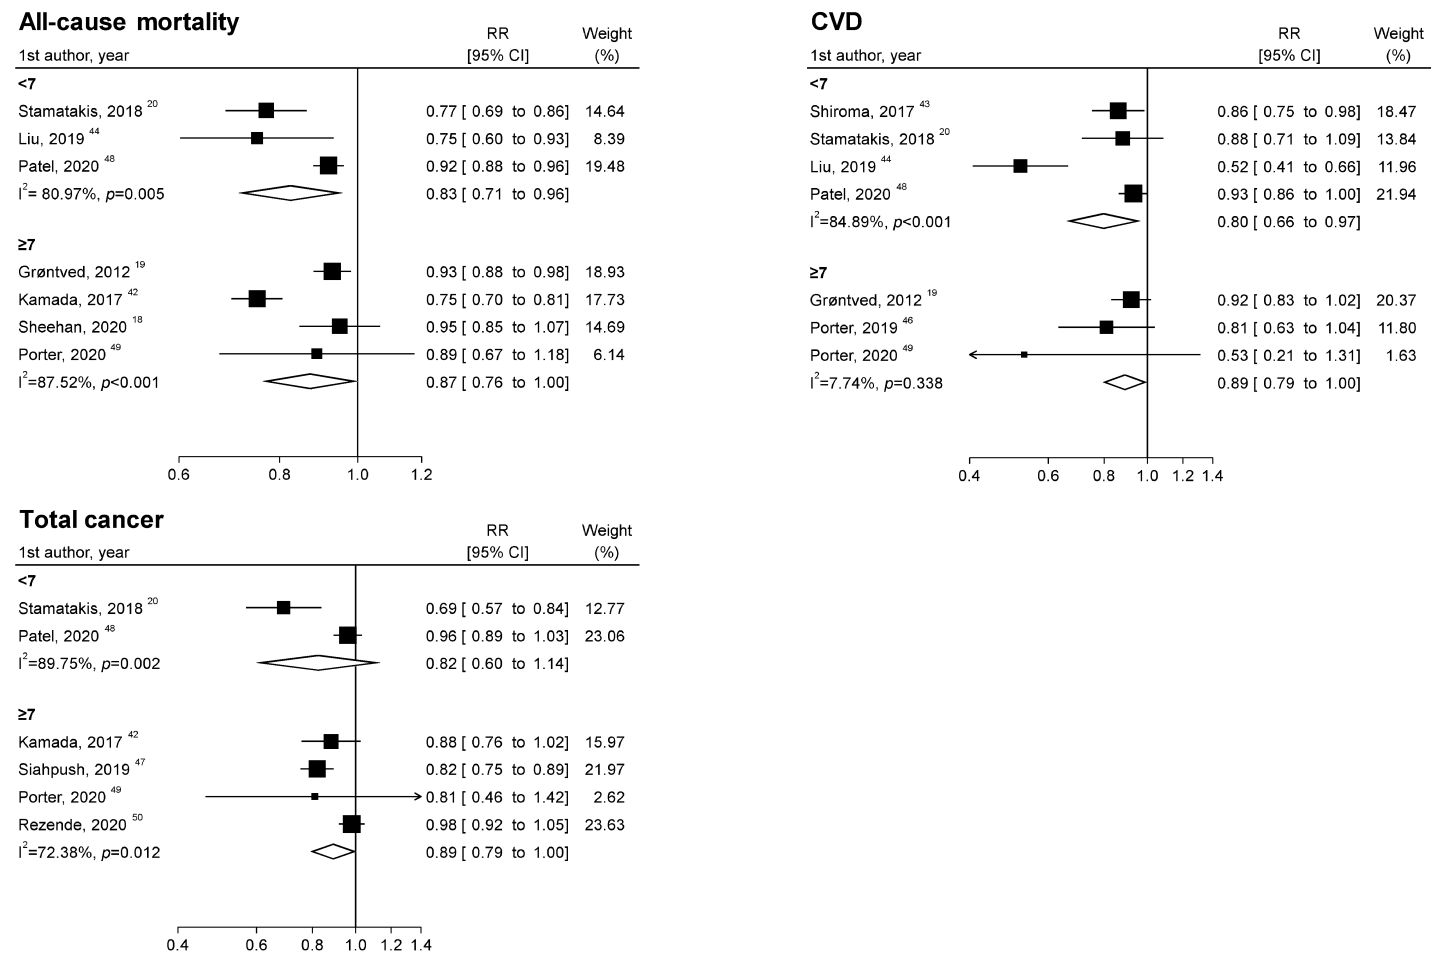 All-cause mortality
RR Weight
1st author, year [95% CI] (%)
<7
Stamatakis, 2018 20 0.77 [ 0.69 to 0.86] 14.64
Liu, 2019 44 0.75 [ 0.60 to 0.93] 8.39
Patel, 2020 48 0.92 [ 0.88 to 0.96] 19.48
I2= 80.97%, p=0.005 0.83 [ 0.71 to 0.96]
≥7
Grøntved, 2012 19 0.93 [ 0.88 to 0.98] 18.93
Kamada, 2017 42 0.75 [ 0.70 to 0.81] 17.73
Sheehan, 2020 18 0.95 [ 0.85 to 1.07] 14.69
Porter, 2020 49 0.89 [ 0.67 to 1.18] 6.14
I2=87.52%, p<0.001 0.87 [ 0.76 to 1.00]
0.6 0.8 1.0 1.2
CVD
RR Weight
1st author, year [95% CI] (%)
<7
Shiroma, 2017 43 0.86 [ 0.75 to 0.98] 18.47
Stamatakis, 2018 20 0.88 [ 0.71 to 1.09] 13.84
Liu, 2019 44 0.52 [ 0.41 to 0.66] 11.96
Patel, 2020 48 0.93 [ 0.86 to 1.00] 21.94
I2=84.89%, p<0.001 0.80 [ 0.66 to 0.97]
≥7
Grøntved, 2012 19 0.92 [ 0.83 to 1.02] 20.37
Porter, 2019 46 0.81 [ 0.63 to 1.04] 11.80
Porter, 2020 49 0.53 [ 0.21 to 1.31] 1.63
I2=7.74%, p=0.338 0.89 [ 0.79 to 1.00]
0.4 0.6 0.8 1.0 1.2 1.4
Total cancer
RR Weight
1st author, year [95% CI] (%)
<7
Stamatakis, 2018 20 0.69 [ 0.57 to 0.84] 12.77
Patel, 2020 48 0.96 [ 0.89 to 1.03] 23.06
I2=89.75%, p=0.002 0.82 [ 0.60 to 1.14]
≥7
Kamada, 2017 42 0.88 [ 0.76 to 1.02] 15.97
Siahpush, 2019 47 0.82 [ 0.75 to 0.89] 21.97
Porter, 2020 49 0.81 [ 0.46 to 1.42] 2.62
Rezende, 2020 50 0.98 [ 0.92 to 1.05] 23.63
I2=72.38%, p=0.012 0.89 [ 0.79 to 1.00]
0.4 0.6 0.8 1.0 1.2 1.4